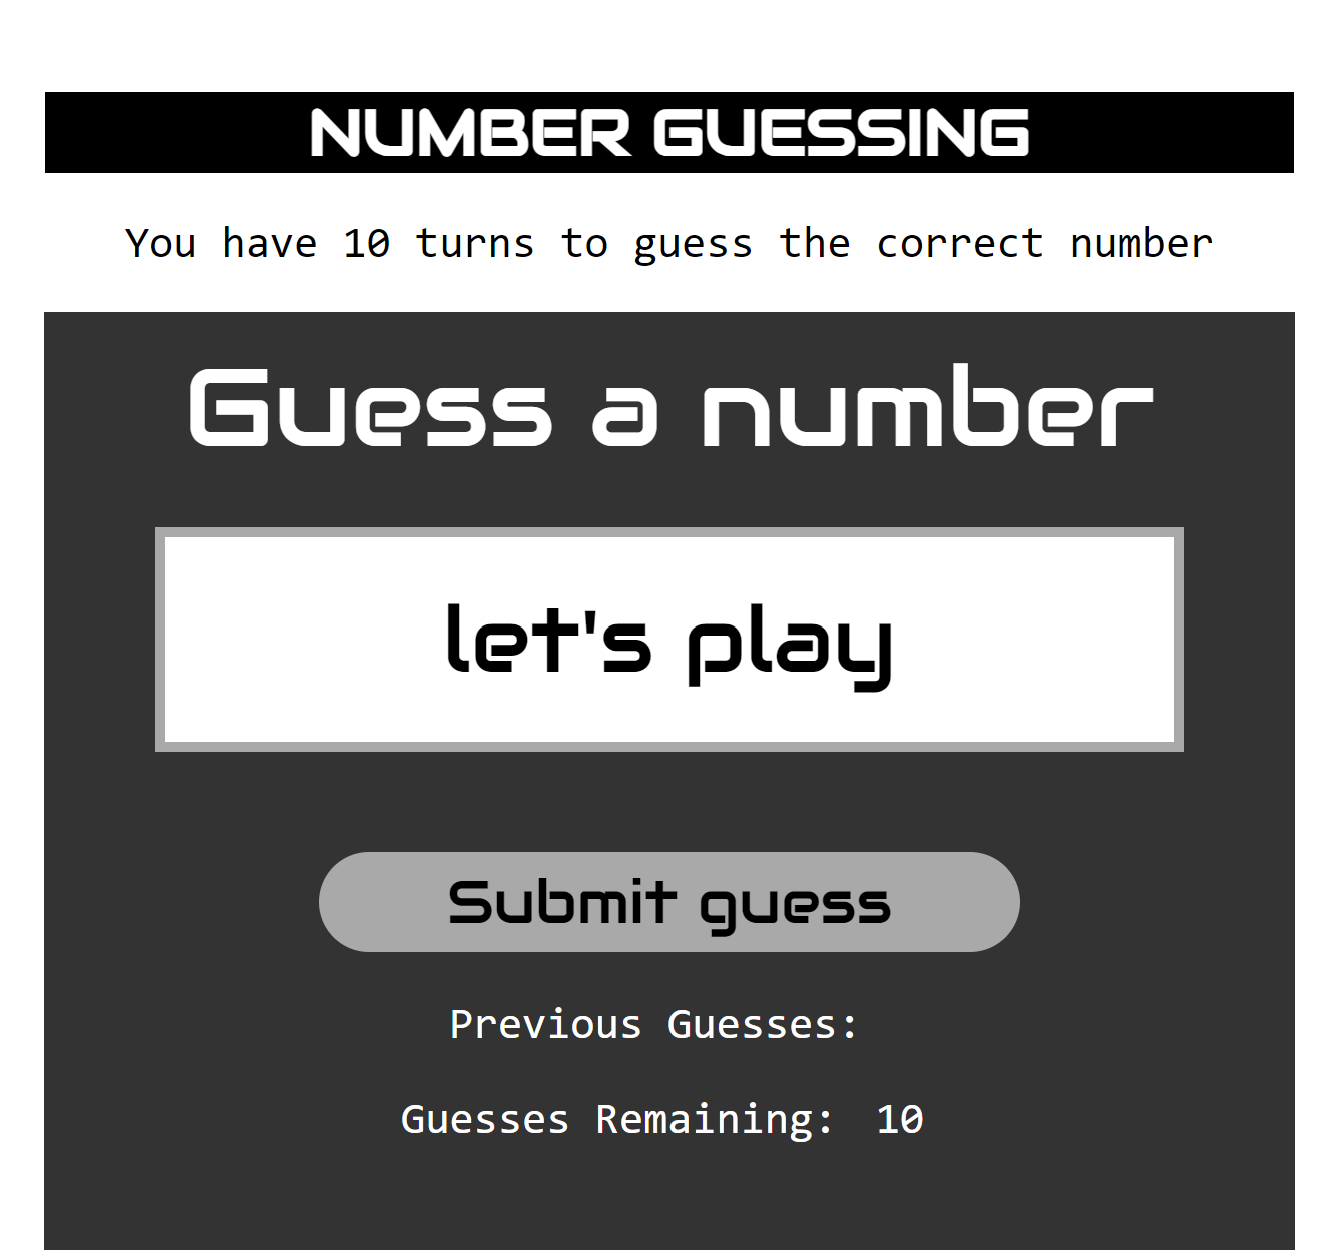 NUMBER GUESSING
You have 10 turns to guess the correct number
Guess a number
let's play
Submit guess
Previous Guesses:
Guesses Remaining: 10